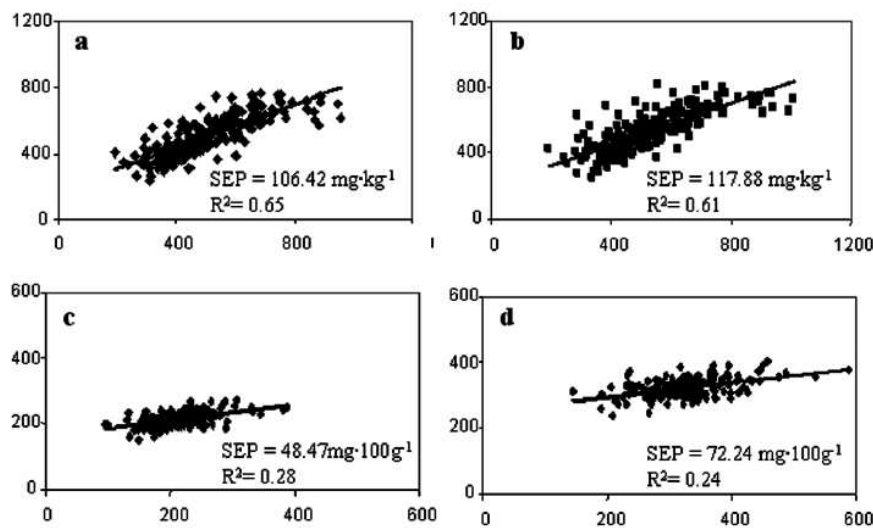 1200
a
800
400
SEP = 106.42 mg·kg-1
R2= 0.65
0
0 400 800
1200
b
800
400
SEP = 117.88 mg·kg-1
R2= 0.61
0
0 400 800 1200
600
c
400
200
SEP = 48.47mg·100g-1
R2= 0.28
0
0 200 400 600
600
d
400
200
SEP = 72.24 mg·100g-1
R2= 0.24
0
0 200 400 600